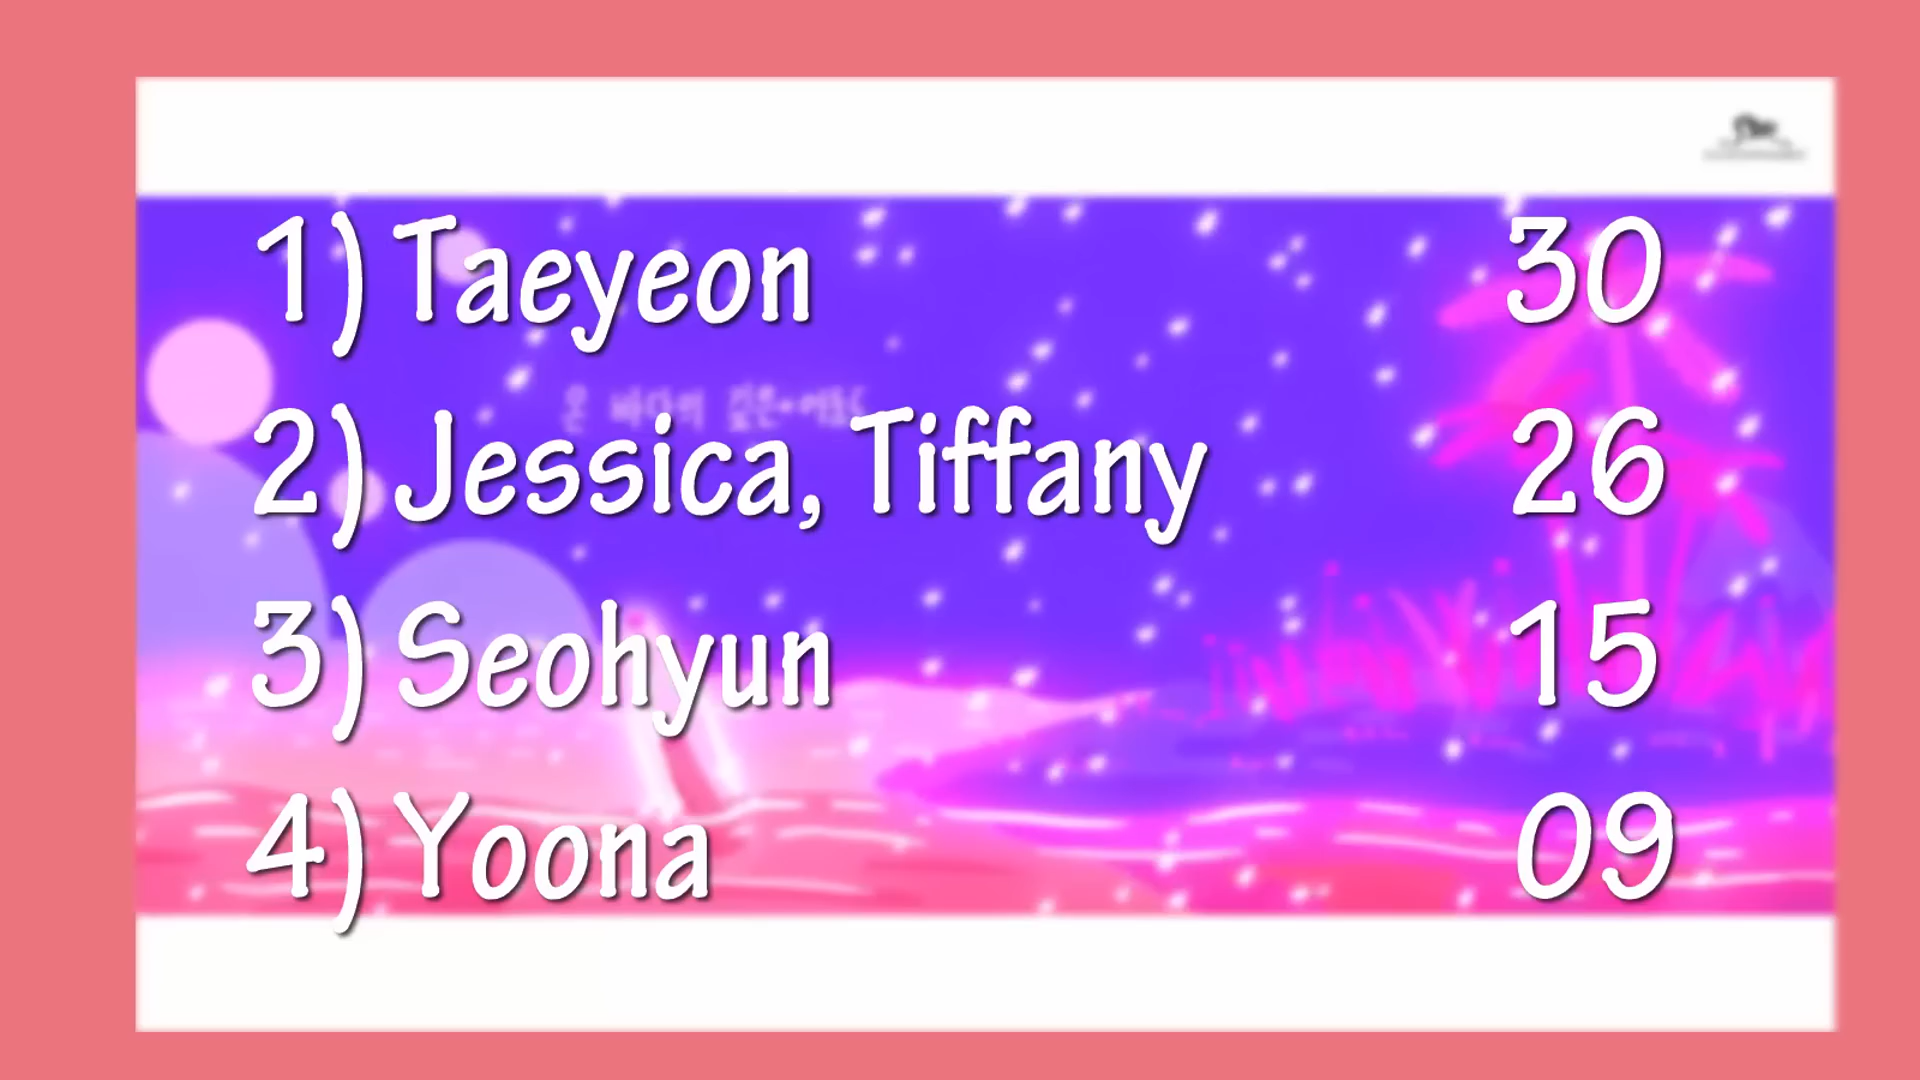 1) Taeyeon 30
2) Jessica, Tiffany 26
3) Seohyun 15
4) Yoona 09